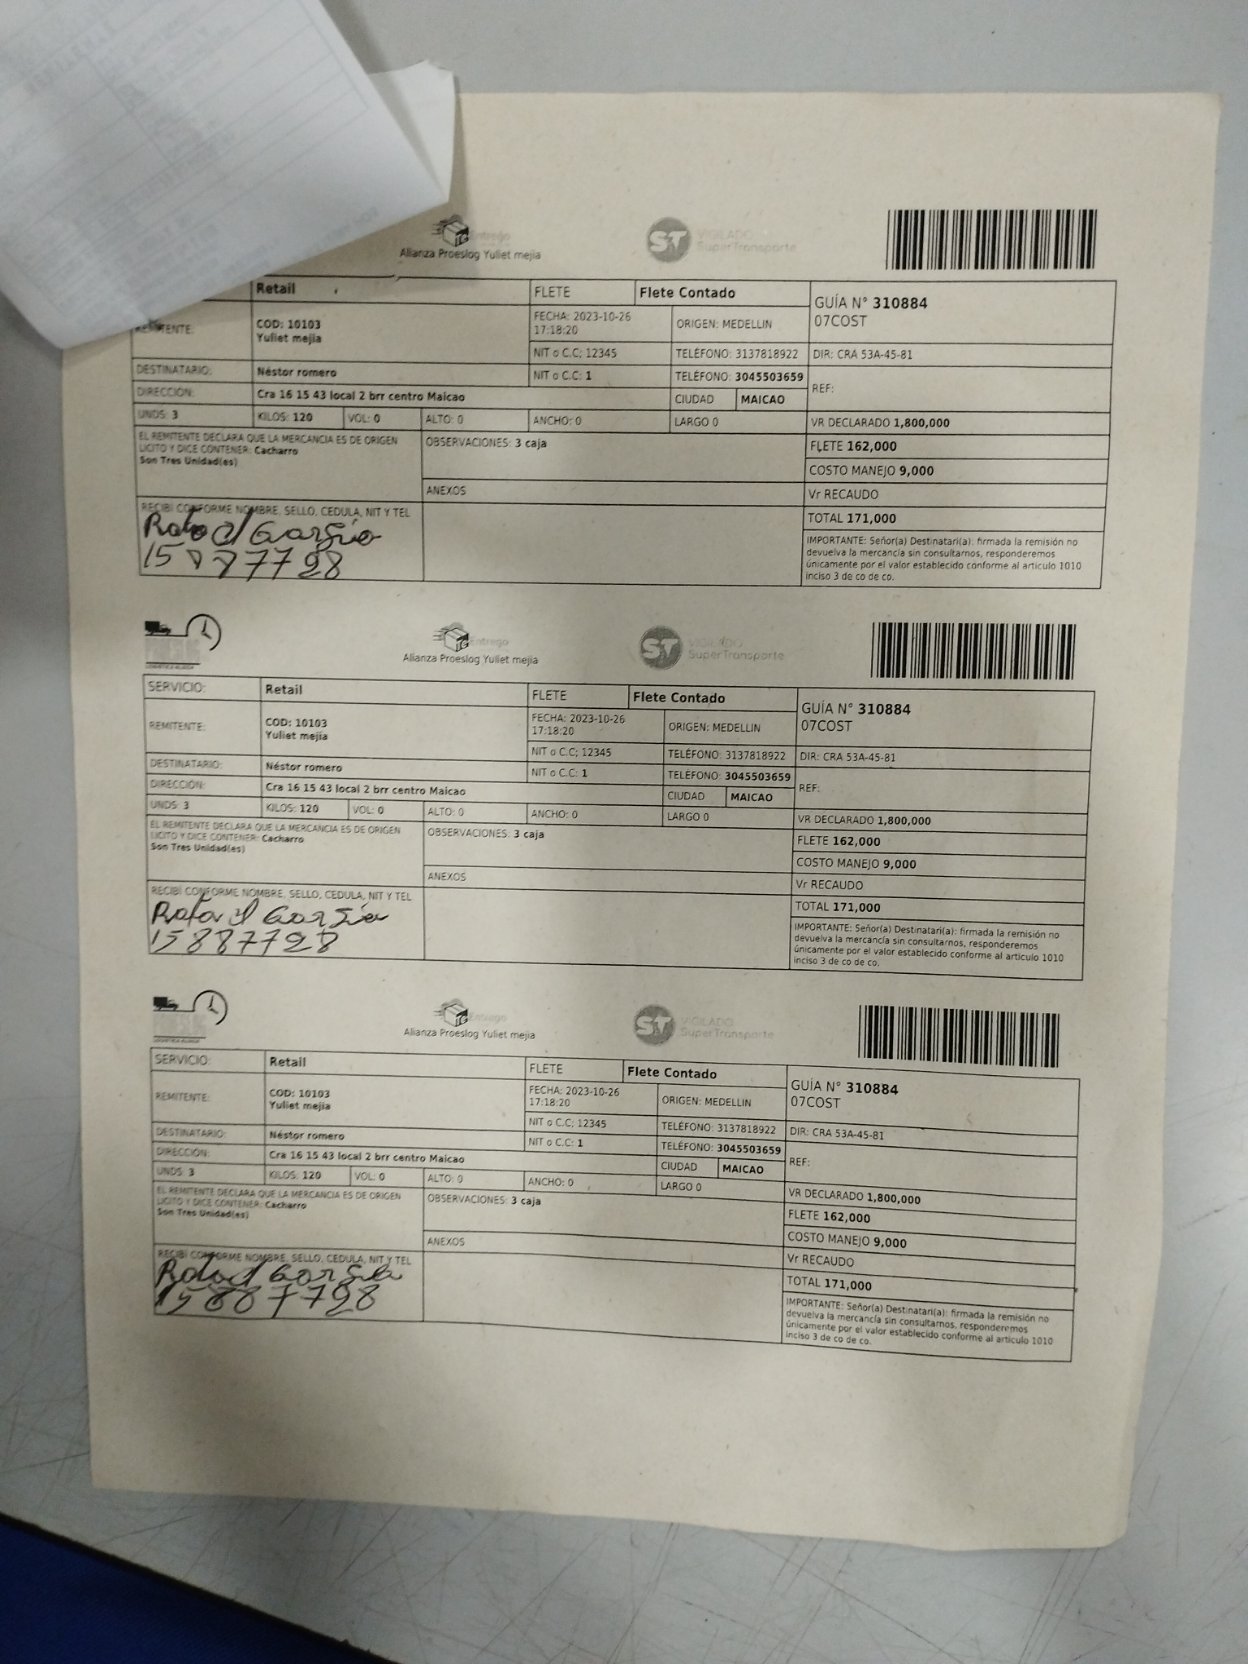 Entrego
Alianza Proeslog Yuliet mejia
ST VIGILADO
SuperTransporte
Retail FLETE Flete Contado GUÍA N° 310884
07COST
REMITENTE: COD: 10103
Yuliet mejia FECHA: 2023-10-26
17:18:20 ORIGEN: MEDELLIN
NIT o C.C; 12345 TELÉFONO: 3137818922 DIR: CRA 53A-45-81
DESTINATARIO: Néstor romero NIT o C.C: 1 TELÉFONO: 3045503659 REF:
DIRECCIÓN: Cra 16 15 43 local 2 brr centro Maicao CIUDAD MAICAO
UNDS: 3 KILOS: 120 VOL: 0 ALTO: 0 ANCHO: 0 LARGO 0 VR DECLARADO 1,800,000
EL REMITENTE DECLARA QUE LA MERCANCIA ES DE ORIGEN
LICITO Y DICE CONTENER: Cacharro
Son Tres Unidad(es)
OBSERVACIONES: 3 caja
FLETE 162,000
COSTO MANEJO 9,000
ANEXOS
Vr RECAUDO
RECIBÍ CONFORME NOMBRE, SELLO, CEDULA, NIT Y TEL
TOTAL 171,000
Rafael García
15887728
IMPORTANTE: Señor(a) Destinatari(a): firmada la remisión no
devuelva la mercancía sin consultarnos, responderemos
únicamente por el valor establecido conforme al articulo 1010
inciso 3 de co de co.
Entrego
Alianza Proeslog Yuliet mejia
ST VIGILADO
SuperTransporte
SERVICIO: Retail FLETE Flete Contado GUÍA N° 310884
07COST
REMITENTE: COD: 10103
Yuliet mejia FECHA: 2023-10-26
17:18:20 ORIGEN: MEDELLIN
NIT o C.C; 12345 TELÉFONO: 3137818922 DIR: CRA 53A-45-81
DESTINATARIO: Néstor romero NIT o C.C: 1 TELÉFONO: 3045503659 REF:
DIRECCIÓN: Cra 16 15 43 local 2 brr centro Maicao CIUDAD MAICAO
UNDS: 3 KILOS: 120 VOL: 0 ALTO: 0 ANCHO: 0 LARGO 0 VR DECLARADO 1,800,000
EL REMITENTE DECLARA QUE LA MERCANCIA ES DE ORIGEN
LICITO Y DICE CONTENER: Cacharro
Son Tres Unidad(es)
OBSERVACIONES: 3 caja
FLETE 162,000
COSTO MANEJO 9,000
ANEXOS
Vr RECAUDO
RECIBÍ CONFORME NOMBRE, SELLO, CEDULA, NIT Y TEL
TOTAL 171,000
Rafael García
15887728
IMPORTANTE: Señor(a) Destinatari(a): firmada la remisión no
devuelva la mercancía sin consultarnos, responderemos
únicamente por el valor establecido conforme al articulo 1010
inciso 3 de co de co.
Entrego
Alianza Proeslog Yuliet mejia
ST VIGILADO
SuperTransporte
SERVICIO: Retail FLETE Flete Contado GUÍA N° 310884
07COST
REMITENTE: COD: 10103
Yuliet mejia FECHA: 2023-10-26
17:18:20 ORIGEN: MEDELLIN
NIT o C.C; 12345 TELÉFONO: 3137818922 DIR: CRA 53A-45-81
DESTINATARIO: Néstor romero NIT o C.C: 1 TELÉFONO: 3045503659 REF:
DIRECCIÓN: Cra 16 15 43 local 2 brr centro Maicao CIUDAD MAICAO
UNDS: 3 KILOS: 120 VOL: 0 ALTO: 0 ANCHO: 0 LARGO 0 VR DECLARADO 1,800,000
EL REMITENTE DECLARA QUE LA MERCANCIA ES DE ORIGEN
LICITO Y DICE CONTENER: Cacharro
Son Tres Unidad(es)
OBSERVACIONES: 3 caja
FLETE 162,000
COSTO MANEJO 9,000
ANEXOS
Vr RECAUDO
RECIBÍ CONFORME NOMBRE, SELLO, CEDULA, NIT Y TEL
TOTAL 171,000
Rafael García
15887728
IMPORTANTE: Señor(a) Destinatari(a): firmada la remisión no
devuelva la mercancía sin consultarnos, responderemos
únicamente por el valor establecido conforme al articulo 1010
inciso 3 de co de co.